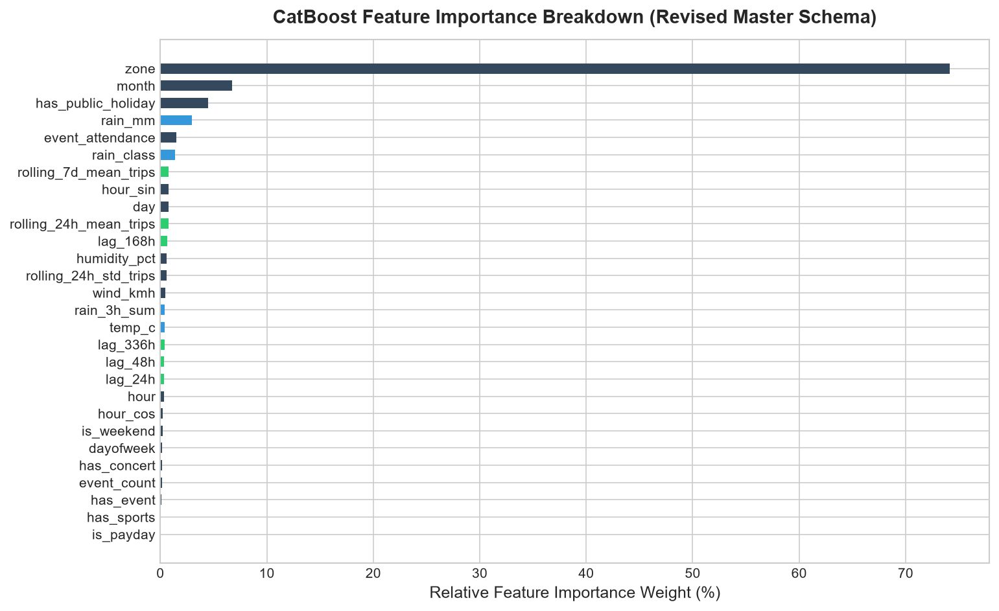 CatBoost Feature Importance Breakdown (Revised Master Schema)
zone
month
has_public_holiday
rain_mm
event_attendance
rain_class
rolling_7d_mean_trips
hour_sin
day
rolling_24h_mean_trips
lag_168h
humidity_pct
rolling_24h_std_trips
wind_kmh
rain_3h_sum
temp_c
lag_336h
lag_48h
lag_24h
hour
hour_cos
is_weekend
dayofweek
has_concert
event_count
has_event
has_sports
is_payday
0 10 20 30 40 50 60 70
Relative Feature Importance Weight (%)